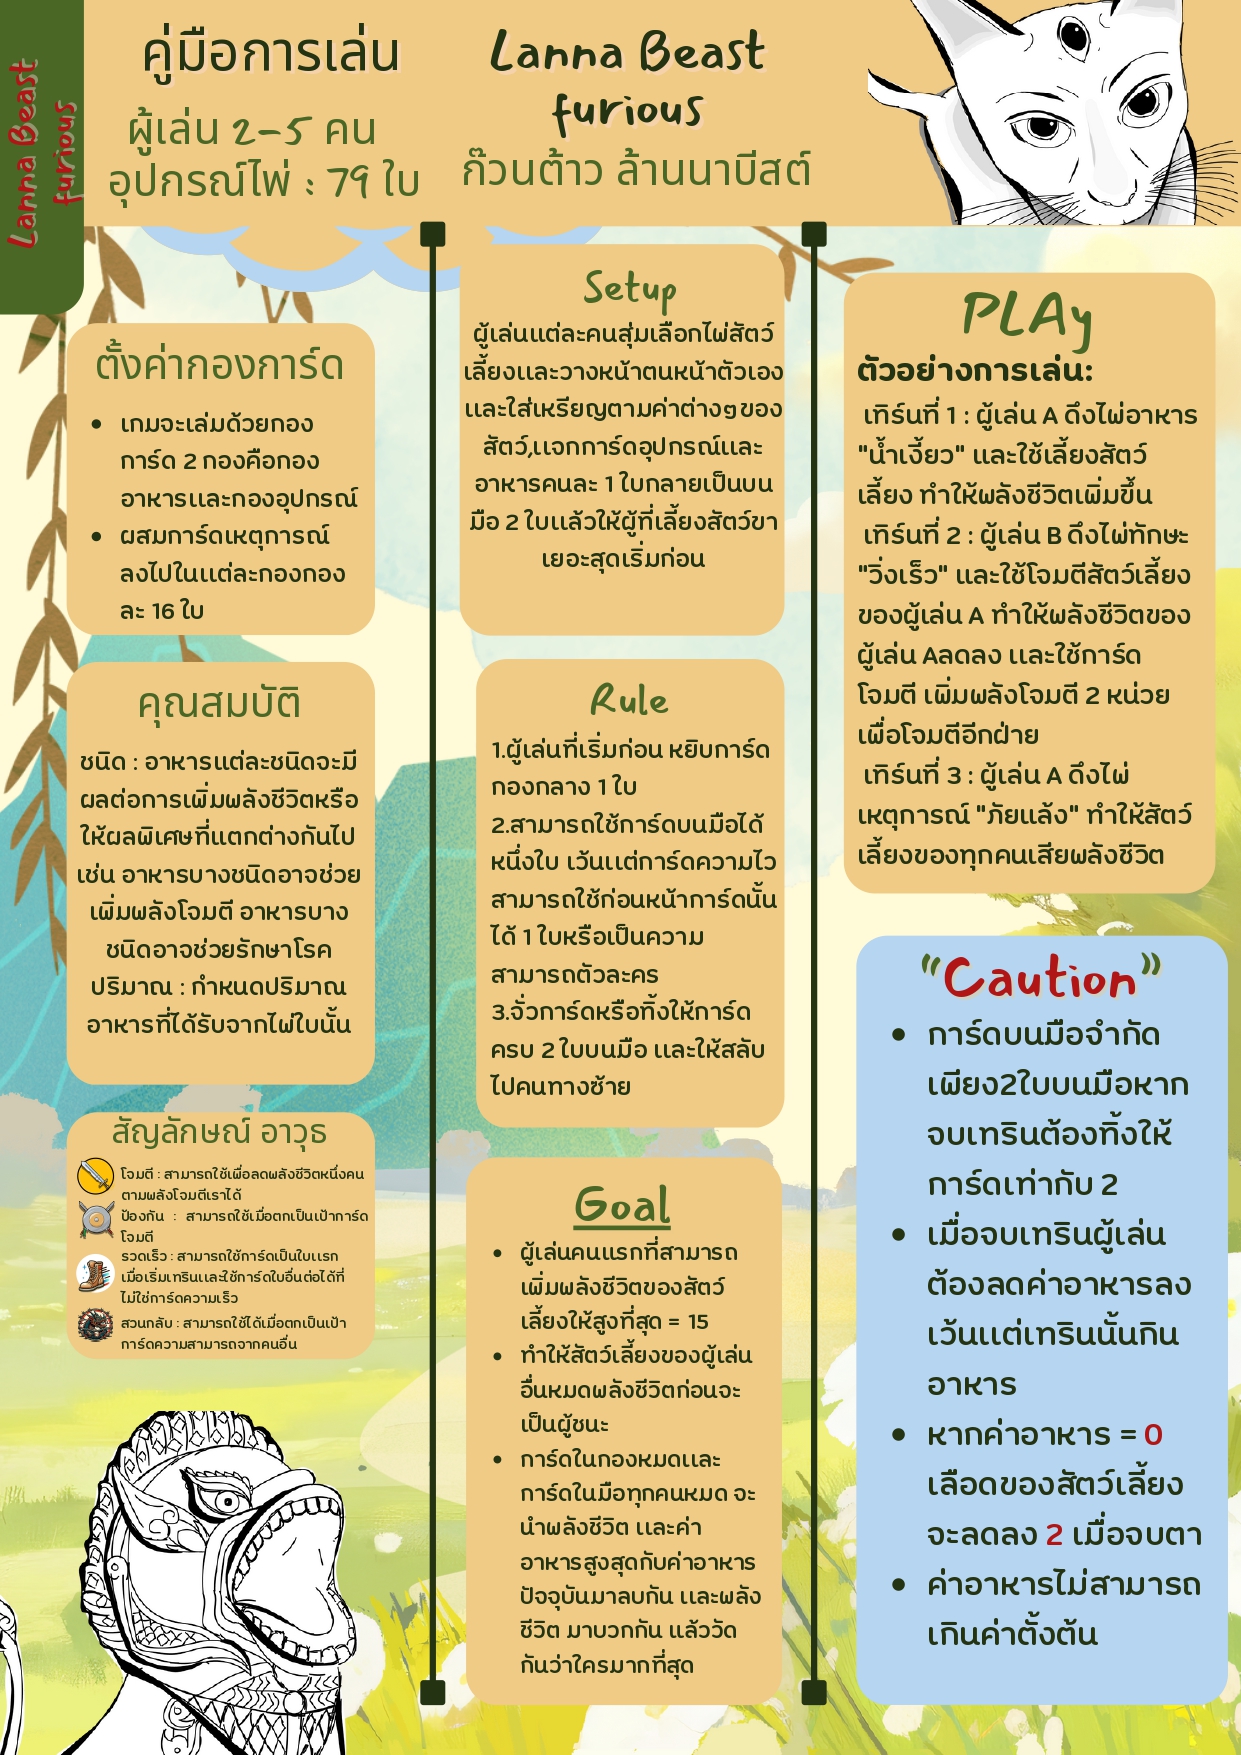 Lanna Beast
furious
คู่มือการเล่น
ผู้เล่น 2-5 คน
อุปกรณ์ไพ่ : 79 ใบ
Lanna Beast
furious
ก๊วนต้าว ล้านนาบีสต์
ตั้งค่ากองการ์ด
• เกมจะเล่มด้วยกอง
การ์ด 2 กองคือกอง
อาหารและกองอุปกรณ์
• ผสมการ์ดเหตุการณ์
ลงไปในแต่ละกองกอง
ละ 16 ใบ
คุณสมบัติ
ชนิด : อาหารแต่ละชนิดจะมี
ผลต่อการเพิ่มพลังชีวิตหรือ
ให้ผลพิเศษที่แตกต่างกันไป
เช่น อาหารบางชนิดอาจช่วย
เพิ่มพลังโจมตี อาหารบาง
ชนิดอาจช่วยรักษาโรค
ปริมาณ : กำหนดปริมาณ
อาหารที่ได้รับจากไพ่ใบนั้น
สัญลักษณ์ อาวุธ
โจมตี : สามารถใช้เพื่อลดพลังชีวิตหนึ่งคน
ตามพลังโจมตีเราได้
ป้องกัน : สามารถใช้เมื่อตกเป็นเป้าการ์ด
โจมตี
รวดเร็ว : สามารถใช้การ์ดเป็นใบแรก
เมื่อเริ่มเทรินและใช้การ์ดใบอื่นต่อได้ที่
ไม่ใช่การ์ดความเร็ว
สวนกลับ : สามารถใช้ได้เมื่อตกเป็นเป้า
การ์ดความสามารถจากคนอื่น
Setup
ผู้เล่นแต่ละคนสุ่มเลือกไพ่สัตว์
เลี้ยงและวางหน้าตนหน้าตัวเอง
และใส่เหรียญตามค่าต่างๆของ
สัตว์,แจกการ์ดอุปกรณ์และ
อาหารคนละ 1 ใบกลายเป็นบน
มือ 2 ใบแล้วให้ผู้ที่เลี้ยงสัตว์ขา
เยอะสุดเริ่มก่อน
Rule
1.ผู้เล่นที่เริ่มก่อน หยิบการ์ด
กองกลาง 1 ใบ
2.สามารถใช้การ์ดบนมือได้
หนึ่งใบ เว้นแต่การ์ดความไว
สามารถใช้ก่อนหน้าการ์ดนั้น
ได้ 1 ใบหรือเป็นความ
สามารถตัวละคร
3.จั่วการ์ดหรือทิ้งให้การ์ด
ครบ 2 ใบบนมือ และให้สลับ
ไปคนทางซ้าย
Goal
• ผู้เล่นคนแรกที่สามารถ
เพิ่มพลังชีวิตของสัตว์
เลี้ยงให้สูงที่สุด = 15
• ทำให้สัตว์เลี้ยงของผู้เล่น
อื่นหมดพลังชีวิตก่อนจะ
เป็นผู้ชนะ
• การ์ดในกองหมดและ
การ์ดในมือทุกคนหมด จะ
นำพลังชีวิต และค่า
อาหารสูงสุดกับค่าอาหาร
ปัจจุบันมาลบกัน และพลัง
ชีวิต มาบวกกัน แล้ววัด
กันว่าใครมากที่สุด
PLAy
ตัวอย่างการเล่น:
เทิร์นที่ 1 : ผู้เล่น A ดึงไพ่อาหาร
"น้ำเงี้ยว" และใช้เลี้ยงสัตว์
เลี้ยง ทำให้พลังชีวิตเพิ่มขึ้น
เทิร์นที่ 2 : ผู้เล่น B ดึงไพ่ทักษะ
"วิ่งเร็ว" และใช้โจมตีสัตว์เลี้ยง
ของผู้เล่น A ทำให้พลังชีวิตของ
ผู้เล่น Aลดลง และใช้การ์ด
โจมตี เพิ่มพลังโจมตี 2 หน่วย
เพื่อโจมตีอีกฝ่าย
เทิร์นที่ 3 : ผู้เล่น A ดึงไพ่
เหตุการณ์ "ภัยแล้ง" ทำให้สัตว์
เลี้ยงของทุกคนเสียพลังชีวิต
"Caution"
• การ์ดบนมือจำกัด
เพียง2ใบบนมือหาก
จบเทรินต้องทิ้งให้
การ์ดเท่ากับ 2
• เมื่อจบเทรินผู้เล่น
ต้องลดค่าอาหารลง
เว้นแต่เทรินนั้นกิน
อาหาร
• หากค่าอาหาร = 0
เลือดของสัตว์เลี้ยง
จะลดลง 2 เมื่อจบตา
• ค่าอาหารไม่สามารถ
เกินค่าตั้งต้น